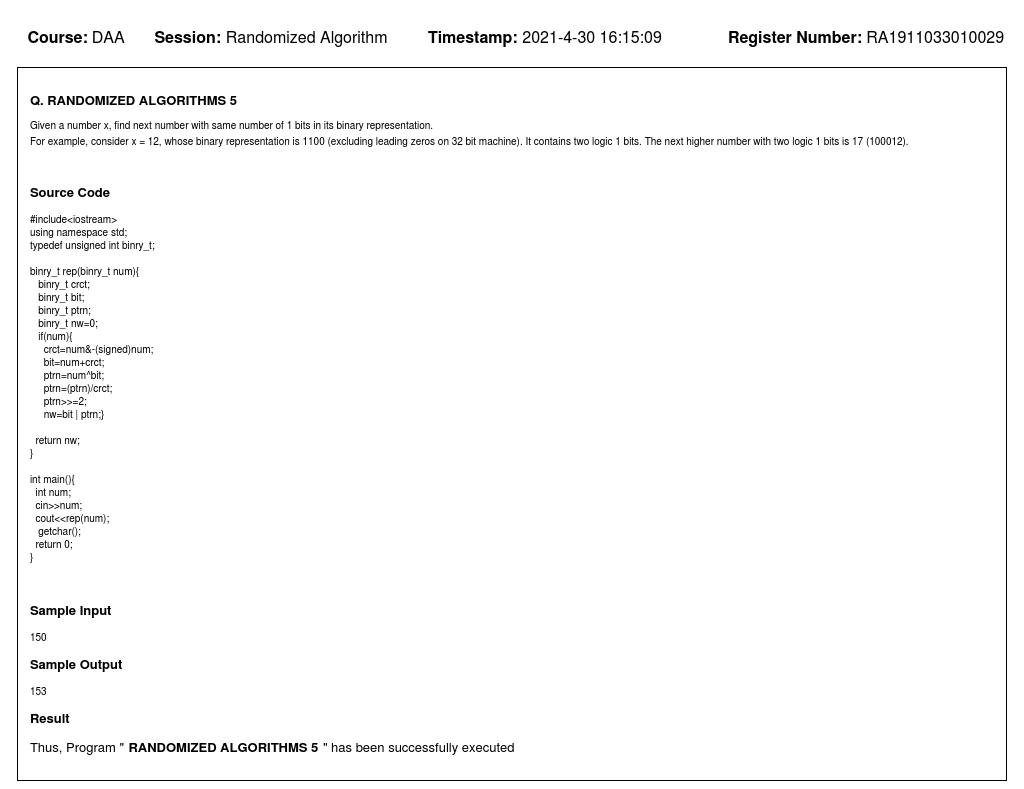 Course: DAA Session: Randomized Algorithm Timestamp: 2021-4-30 16:15:09 Register Number: RA1911033010029
Q. RANDOMIZED ALGORITHMS 5
Given a number x, find next number with same number of 1 bits in its binary representation.
For example, consider x = 12, whose binary representation is 1100 (excluding leading zeros on 32 bit machine). It contains two logic 1 bits. The next higher number with two logic 1 bits is 17 (100012).
Source Code
#include<iostream>
using namespace std;
typedef unsigned int binry_t;
binry_t rep(binry_t num){
binry_t crct;
binry_t bit;
binry_t ptrn;
binry_t nw=0;
if(num){
crct=num&-(signed)num;
bit=num+crct;
ptrn=num^bit;
ptrn=(ptrn)/crct;
ptrn>>=2;
nw=bit | ptrn;}
return nw;
}
int main(){
int num;
cin>>num;
cout<<rep(num);
getchar();
return 0;
}
Sample Input
150
Sample Output
153
Result
Thus, Program " RANDOMIZED ALGORITHMS 5 " has been successfully executed